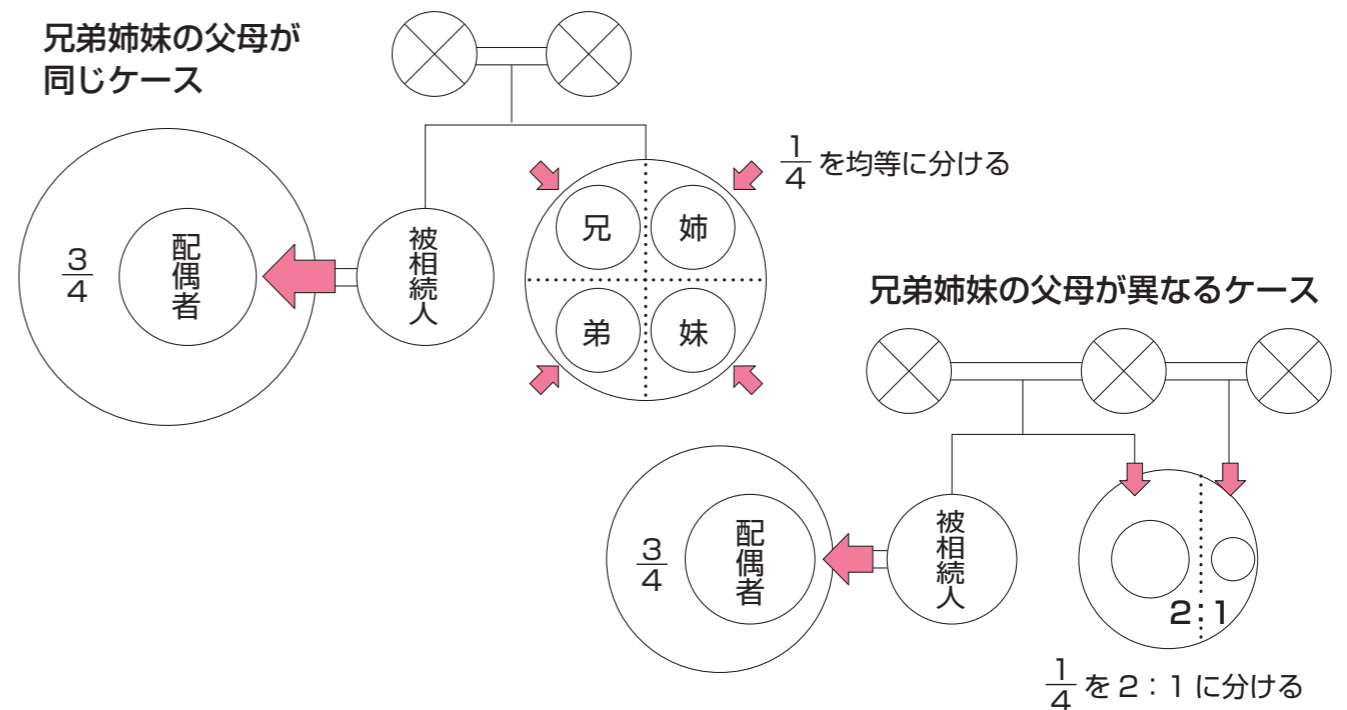 兄弟姉妹の父母が
同じケース
3/4
配偶者
被相続人
兄
姉
弟
妹
1/4 を均等に分ける
兄弟姉妹の父母が異なるケース
3/4
配偶者
被相続人
2:1
1/4 を2：1に分ける